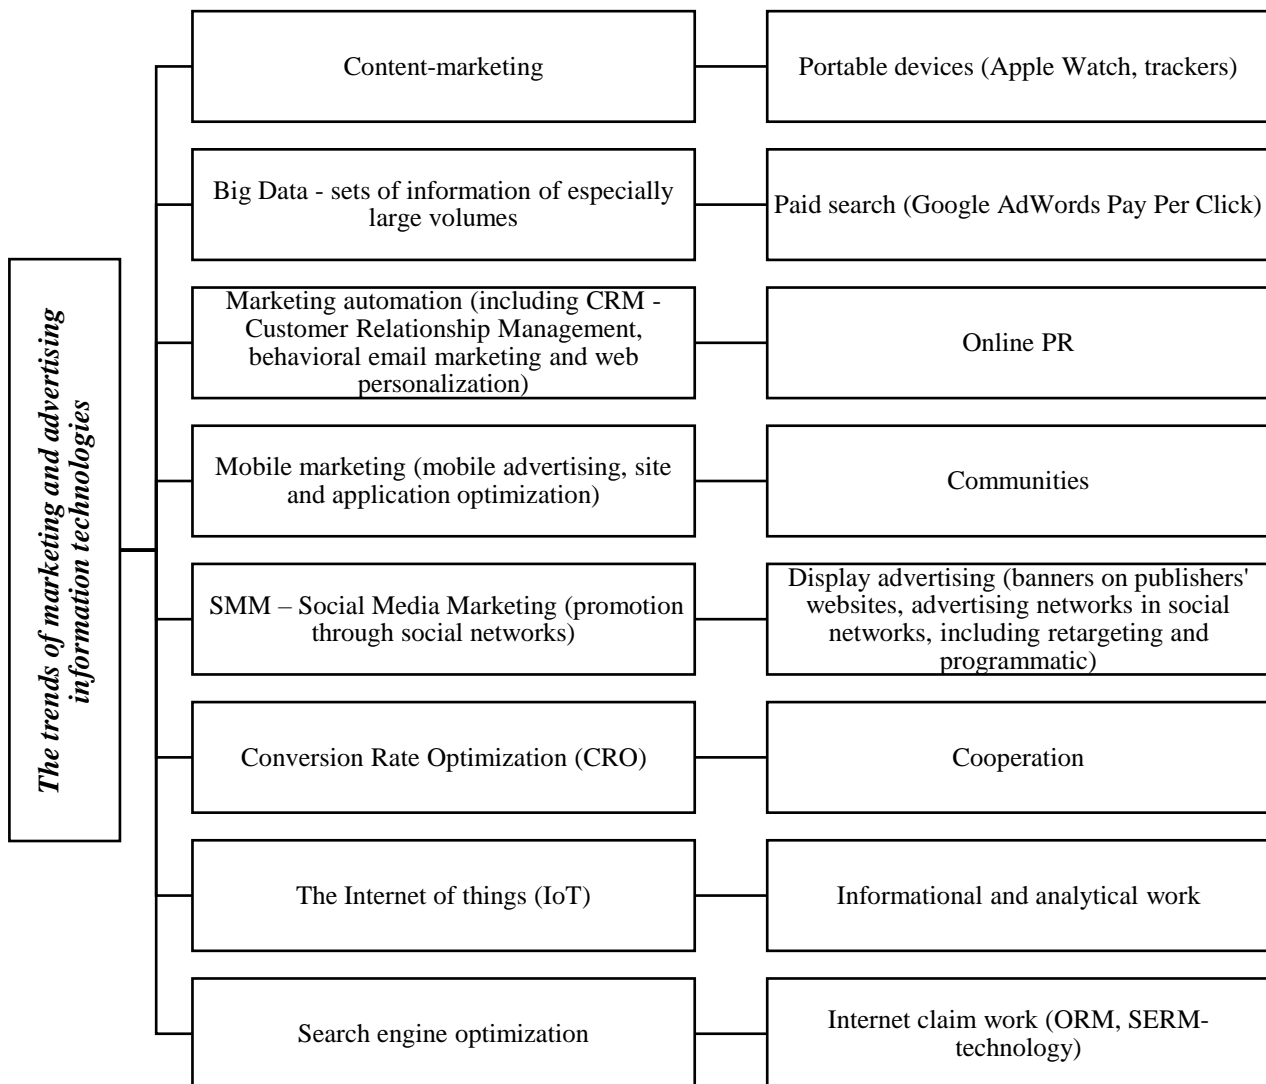 The trends of marketing and advertising
information technologies
Content-marketing
Portable devices (Apple Watch, trackers)
Big Data - sets of information of especially
large volumes
Paid search (Google AdWords Pay Per Click)
Marketing automation (including CRM -
Customer Relationship Management,
behavioral email marketing and web
personalization)
Online PR
Mobile marketing (mobile advertising, site
and application optimization)
Communities
SMM – Social Media Marketing (promotion
through social networks)
Display advertising (banners on publishers'
websites, advertising networks in social
networks, including retargeting and
programmatic)
Conversion Rate Optimization (CRO)
Cooperation
The Internet of things (IoT)
Informational and analytical work
Search engine optimization
Internet claim work (ORM, SERM-
technology)